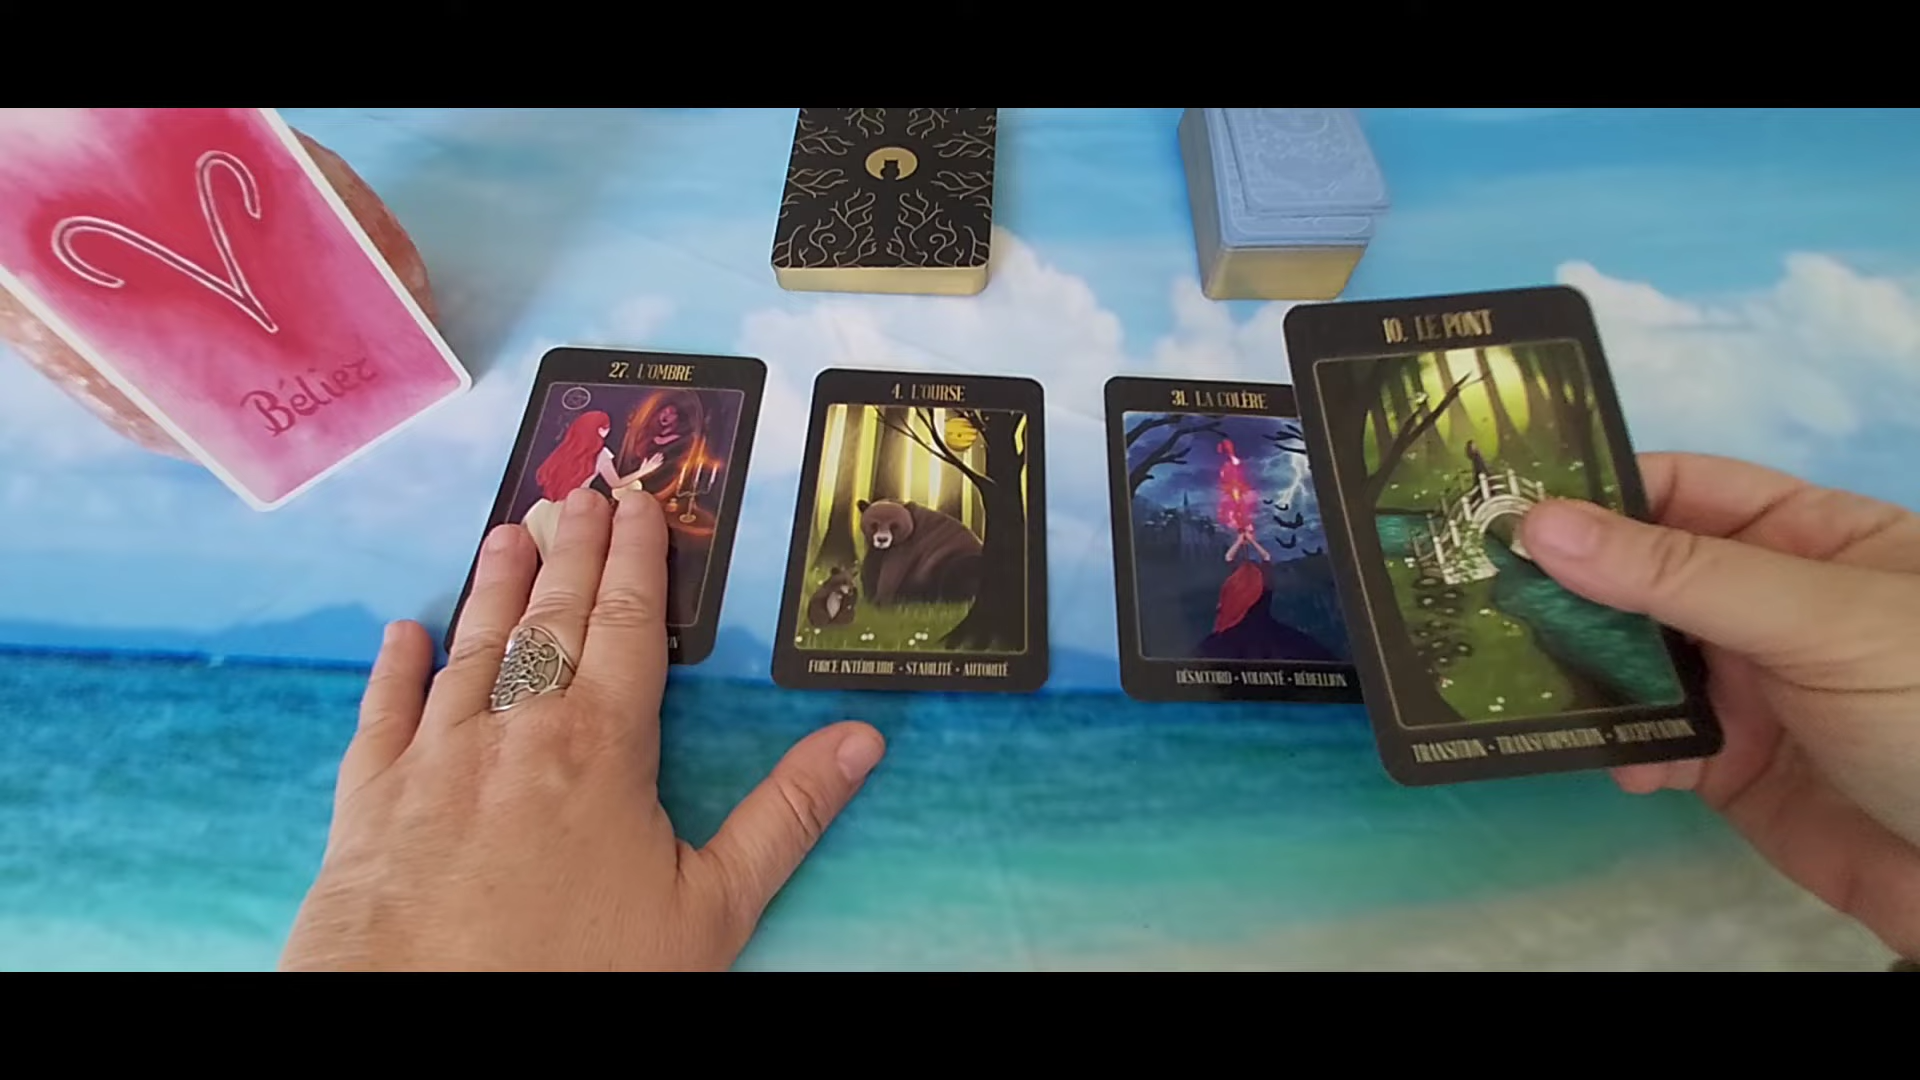 Bélier
27. L'OMBRE
4. L'OURSE
FORCE INTÉRIEURE • STABILITÉ • AUTORITÉ
31. LA COLÈRE
DÉSACCORD • VOLONTÉ • RÉBELLION
10. LE PONT
TRANSITION • TRANSFORMATION • ACCEPTATION